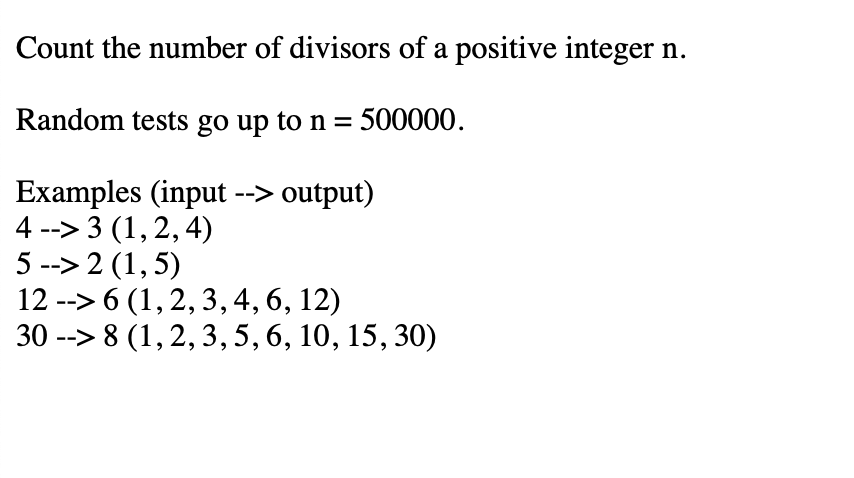 Count the number of divisors of a positive integer n.
Random tests go up to n = 500000.
Examples (input --> output)
4 --> 3 (1, 2, 4)
5 --> 2 (1, 5)
12 --> 6 (1, 2, 3, 4, 6, 12)
30 --> 8 (1, 2, 3, 5, 6, 10, 15, 30)